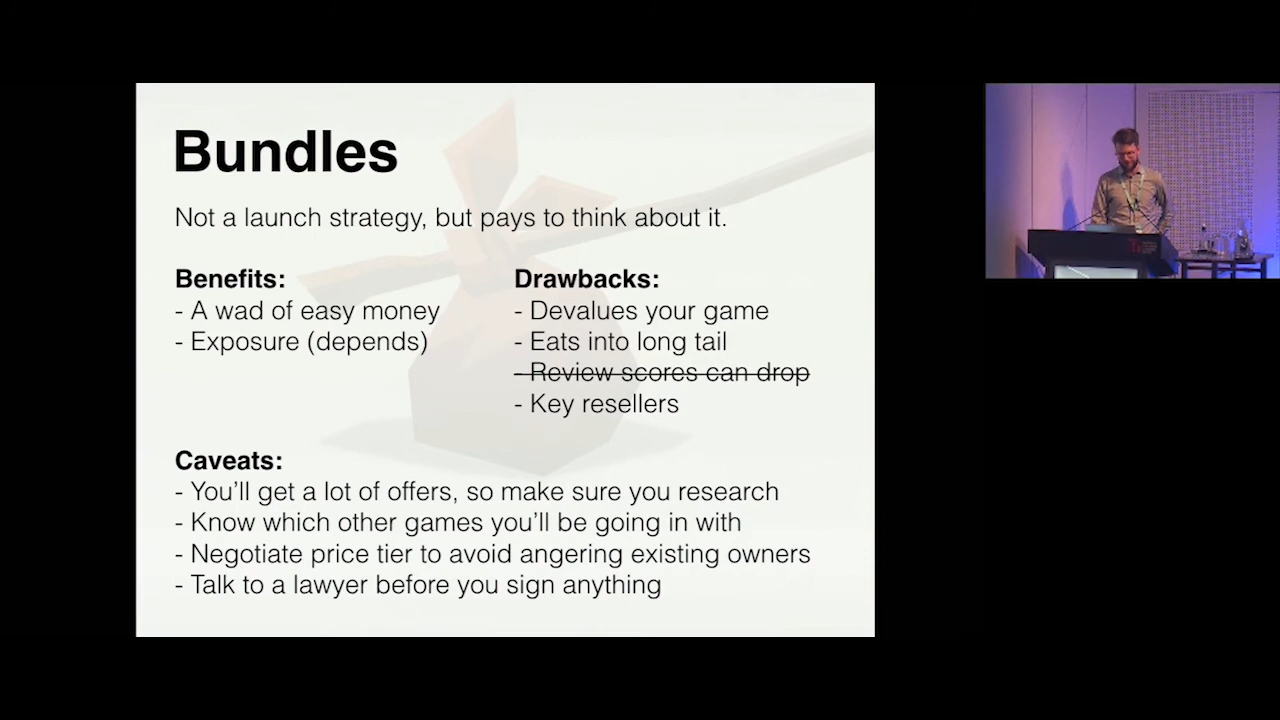 Bundles
Not a launch strategy, but pays to think about it.
Benefits:
- A wad of easy money
- Exposure (depends)
Drawbacks:
- Devalues your game
- Eats into long tail
- Review scores can drop
- Key resellers
Caveats:
- You'll get a lot of offers, so make sure you research
- Know which other games you'll be going in with
- Negotiate price tier to avoid angering existing owners
- Talk to a lawyer before you sign anything